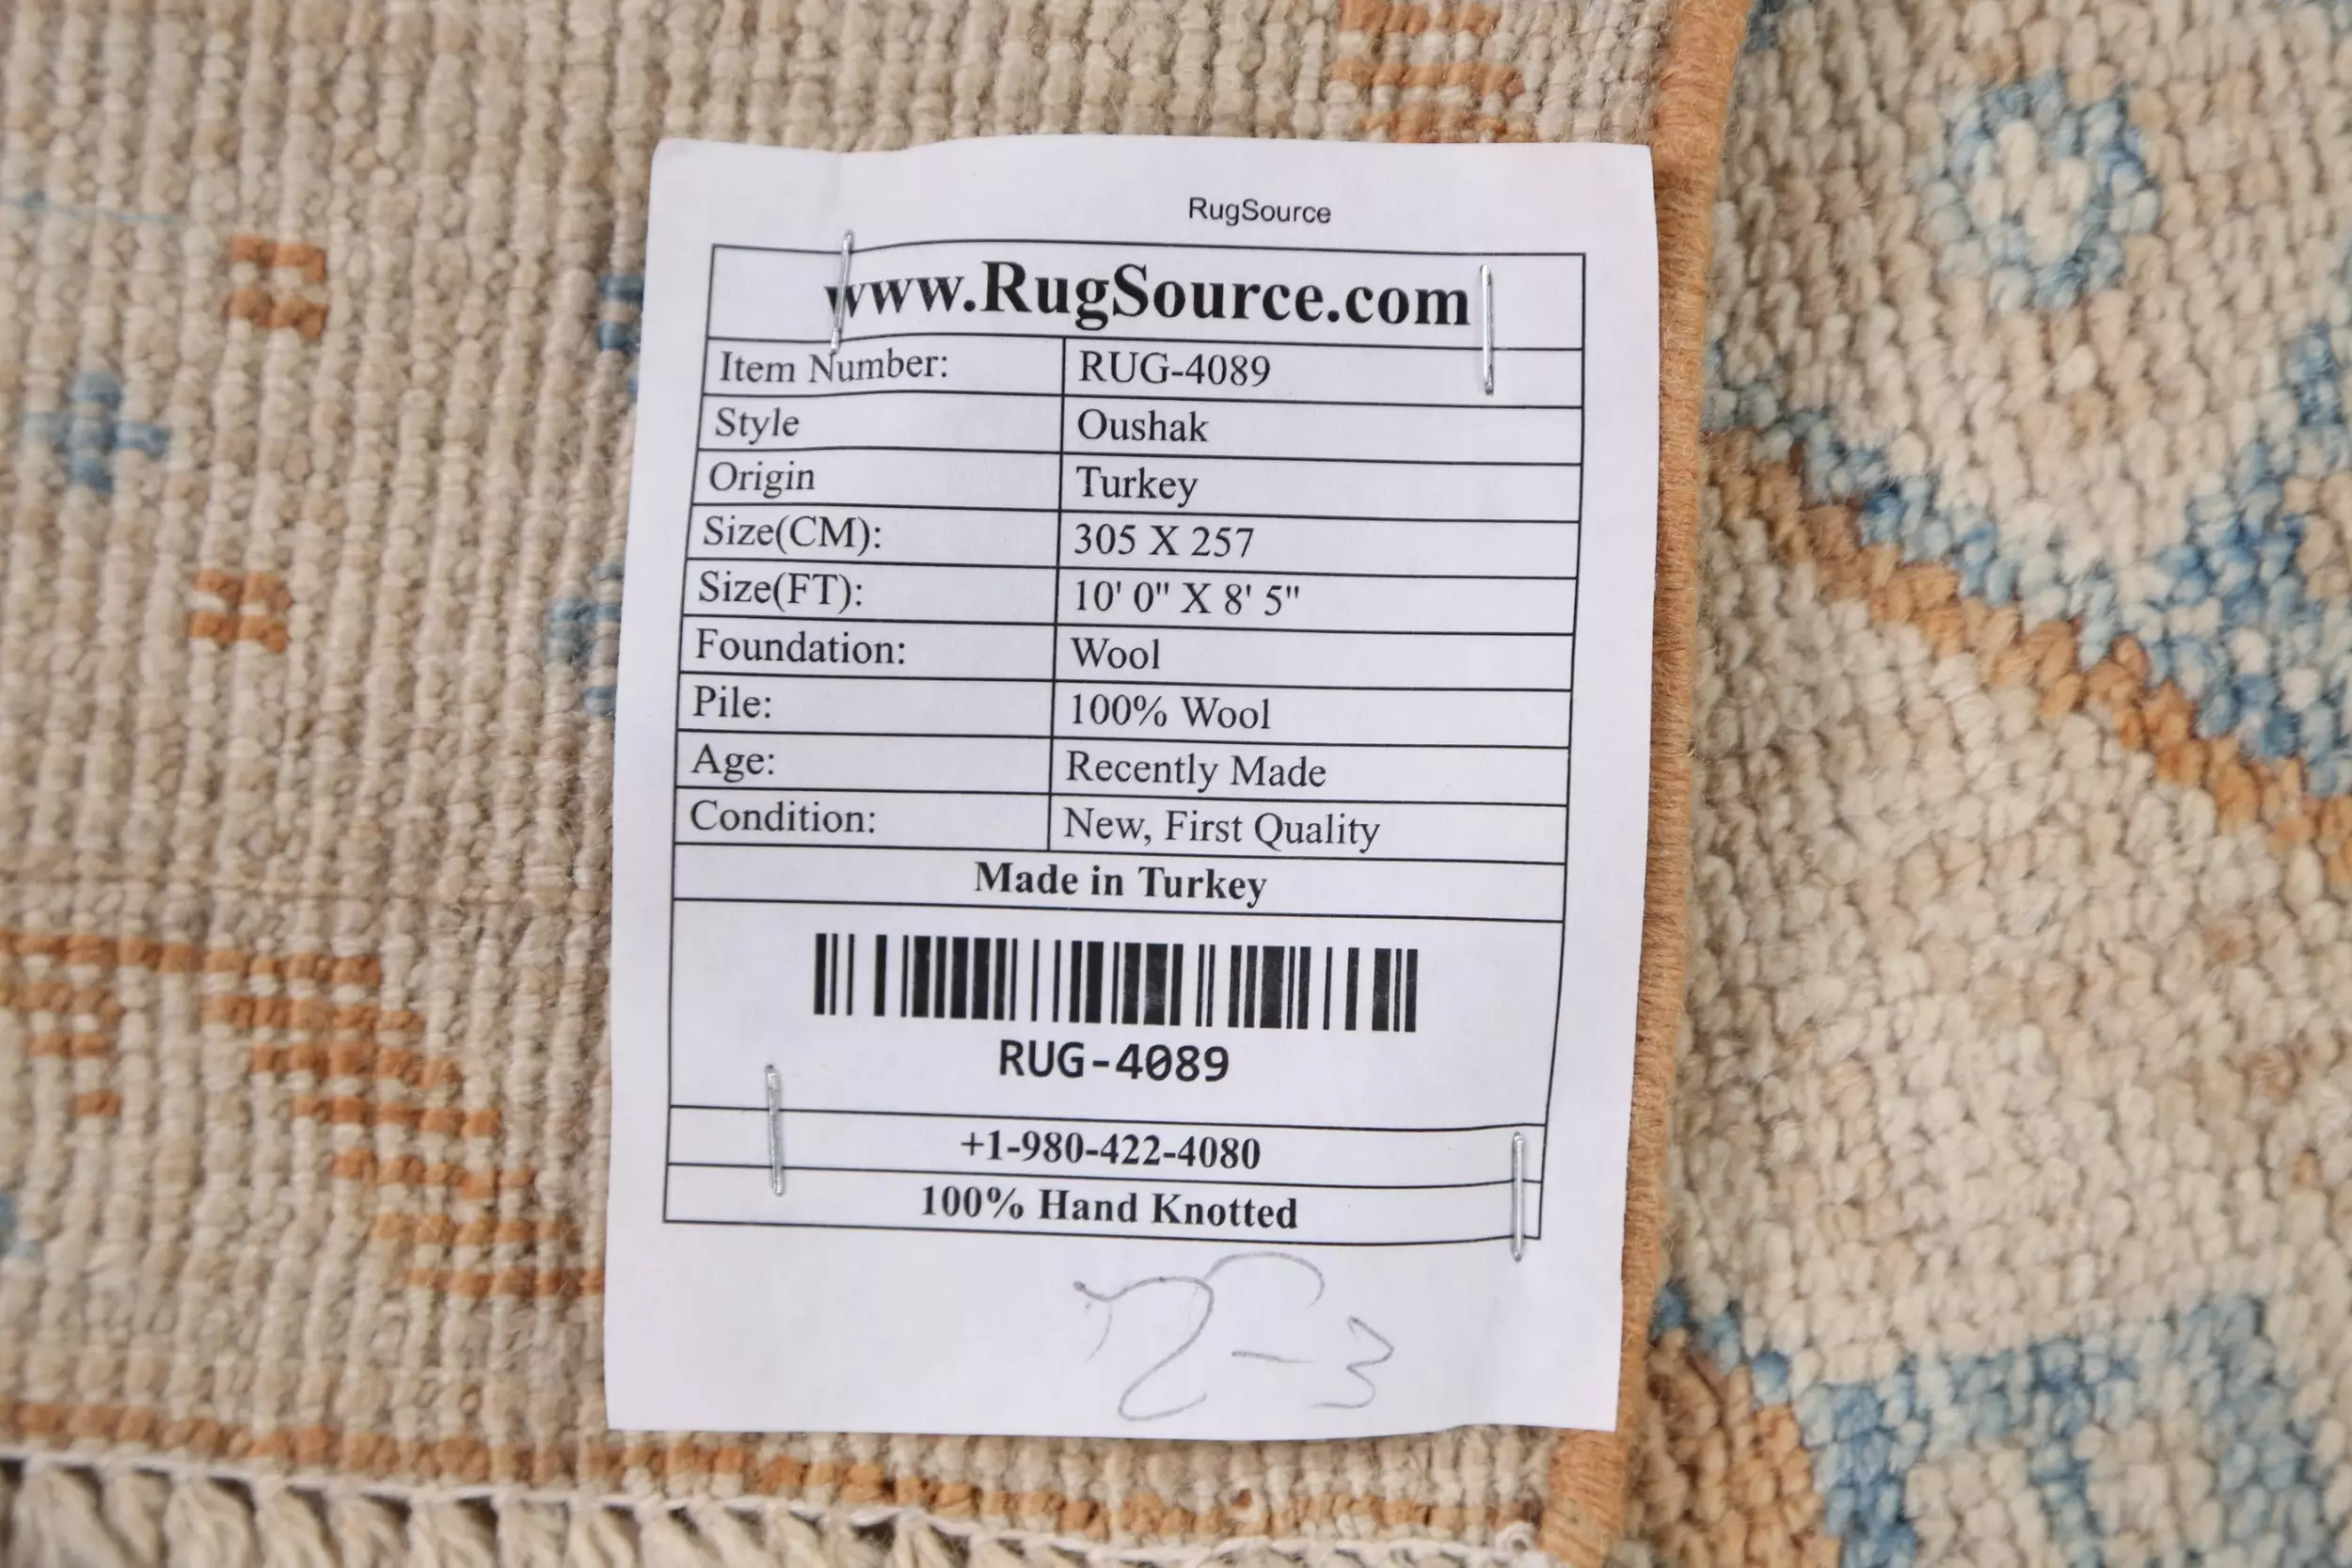 RugSource
www.RugSource.com
Item Number: RUG-4089
Style Oushak
Origin Turkey
Size(CM): 305 X 257
Size(FT): 10' 0" X 8' 5"
Foundation: Wool
Pile: 100% Wool
Age: Recently Made
Condition: New, First Quality
Made in Turkey
RUG-4089
+1-980-422-4080
100% Hand Knotted